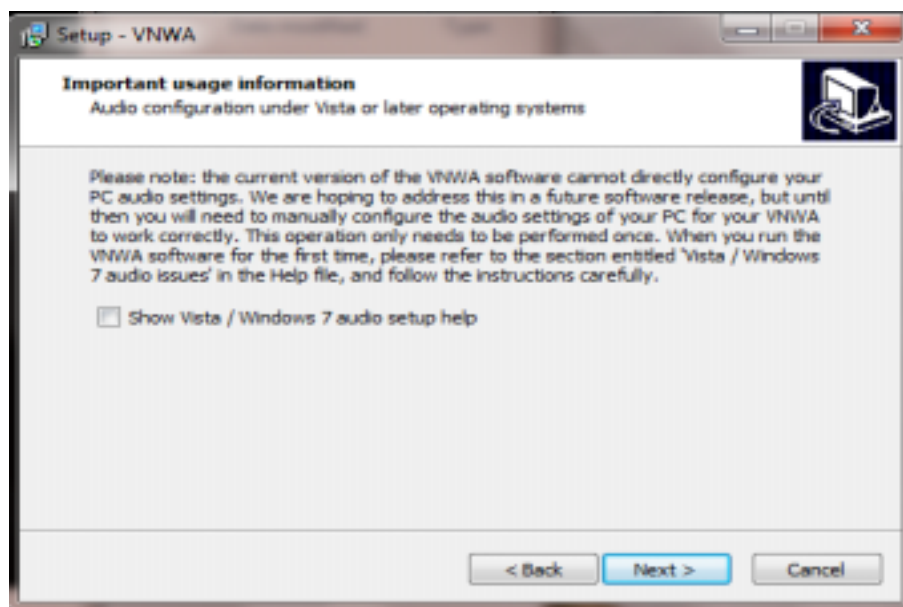 Setup - VNWA
Important usage information
Audio configuration under Vista or later operating systems
Please note: the current version of the VNWA software cannot directly configure your
PC audio settings. We are hoping to address this in a future software release, but until
then you will need to manually configure the audio settings of your PC for your VNWA
to work correctly. This operation only needs to be performed once. When you run the
VNWA software for the first time, please refer to the section entitled 'Vista / Windows
7 audio issues' in the Help file, and follow the instructions carefully.
Show Vista / Windows 7 audio setup help
< Back
Next >
Cancel